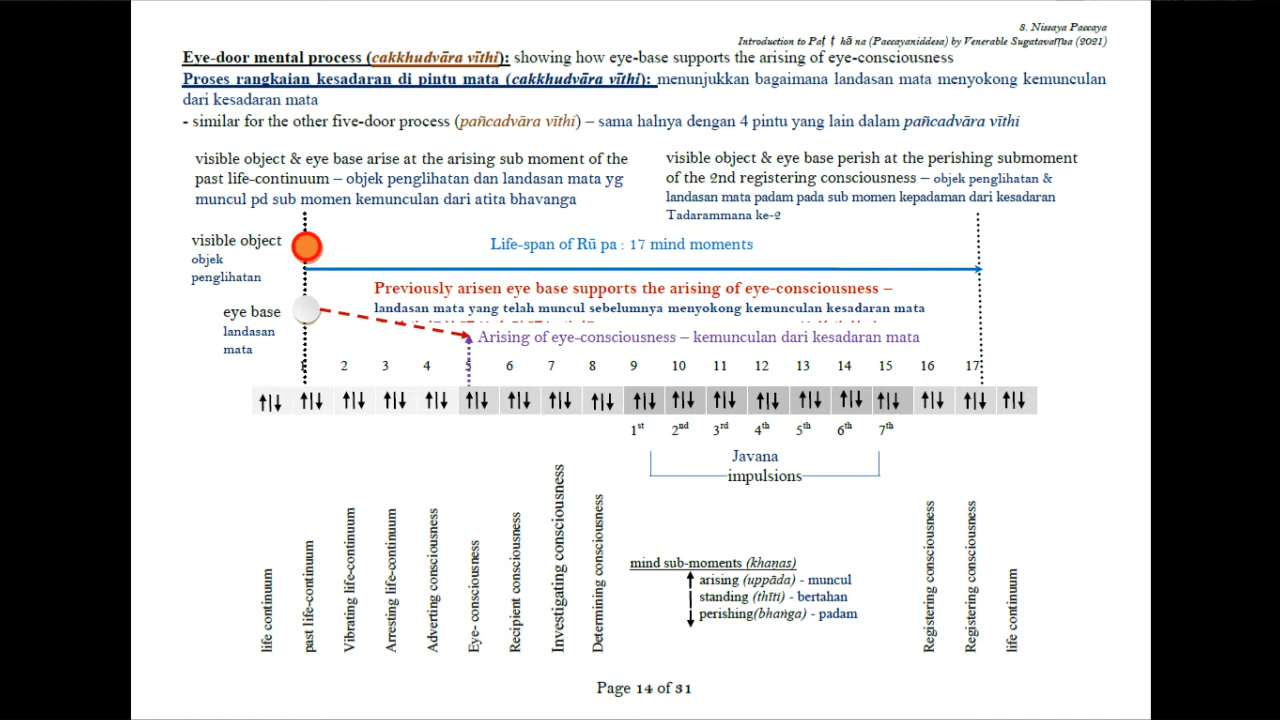 8. Nissaya Paccaya
Introduction to Paṭ ṭ hā na (Paccayaniddesa) by Venerable Sugatavaṃsa (2021)
Eye-door mental process (cakkhudvāra vīthi): showing how eye-base supports the arising of eye-consciousness
Proses rangkaian kesadaran di pintu mata (cakkhudvāra vīthi): menunjukkan bagaimana landasan mata menyokong kemunculan
dari kesadaran mata
- similar for the other five-door process (pañcadvāra vīthi) – sama halnya dengan 4 pintu yang lain dalam pañcadvāra vīthi
visible object & eye base arise at the arising sub moment of the
past life-continuum – objek penglihatan dan landasan mata yg
muncul pd sub momen kemunculan dari atita bhavanga
visible object & eye base perish at the perishing submoment
of the 2nd registering consciousness – objek penglihatan &
landasan mata padam pada sub momen kepadaman dari kesadaran
Tadarammana ke-2
visible object
objek
penglihatan
Life-span of Rū pa : 17 mind moments
Previously arisen eye base supports the arising of eye-consciousness –
landasan mata yang telah muncul sebelumnya menyokong kemunculan kesadaran mata
eye base
landasan
mata
Arising of eye-consciousness – kemunculan dari kesadaran mata
1 2 3 4 5 6 7 8 9 10 11 12 13 14 15 16 17
1st 2nd 3rd 4th 5th 6th 7th
Javana
impulsions
life continuum
past life-continuum
Vibrating life-continuum
Arresting life-continuum
Adverting consciousness
Eye- consciousness
Recipient consciousness
Investigating consciousness
Determining consciousness
mind sub-moments (khanas)
arising (uppāda) - muncul
standing (thīti) - bertahan
perishing(bhaṅga) - padam
Registering consciousness
Registering consciousness
life continuum
Page 14 of 31